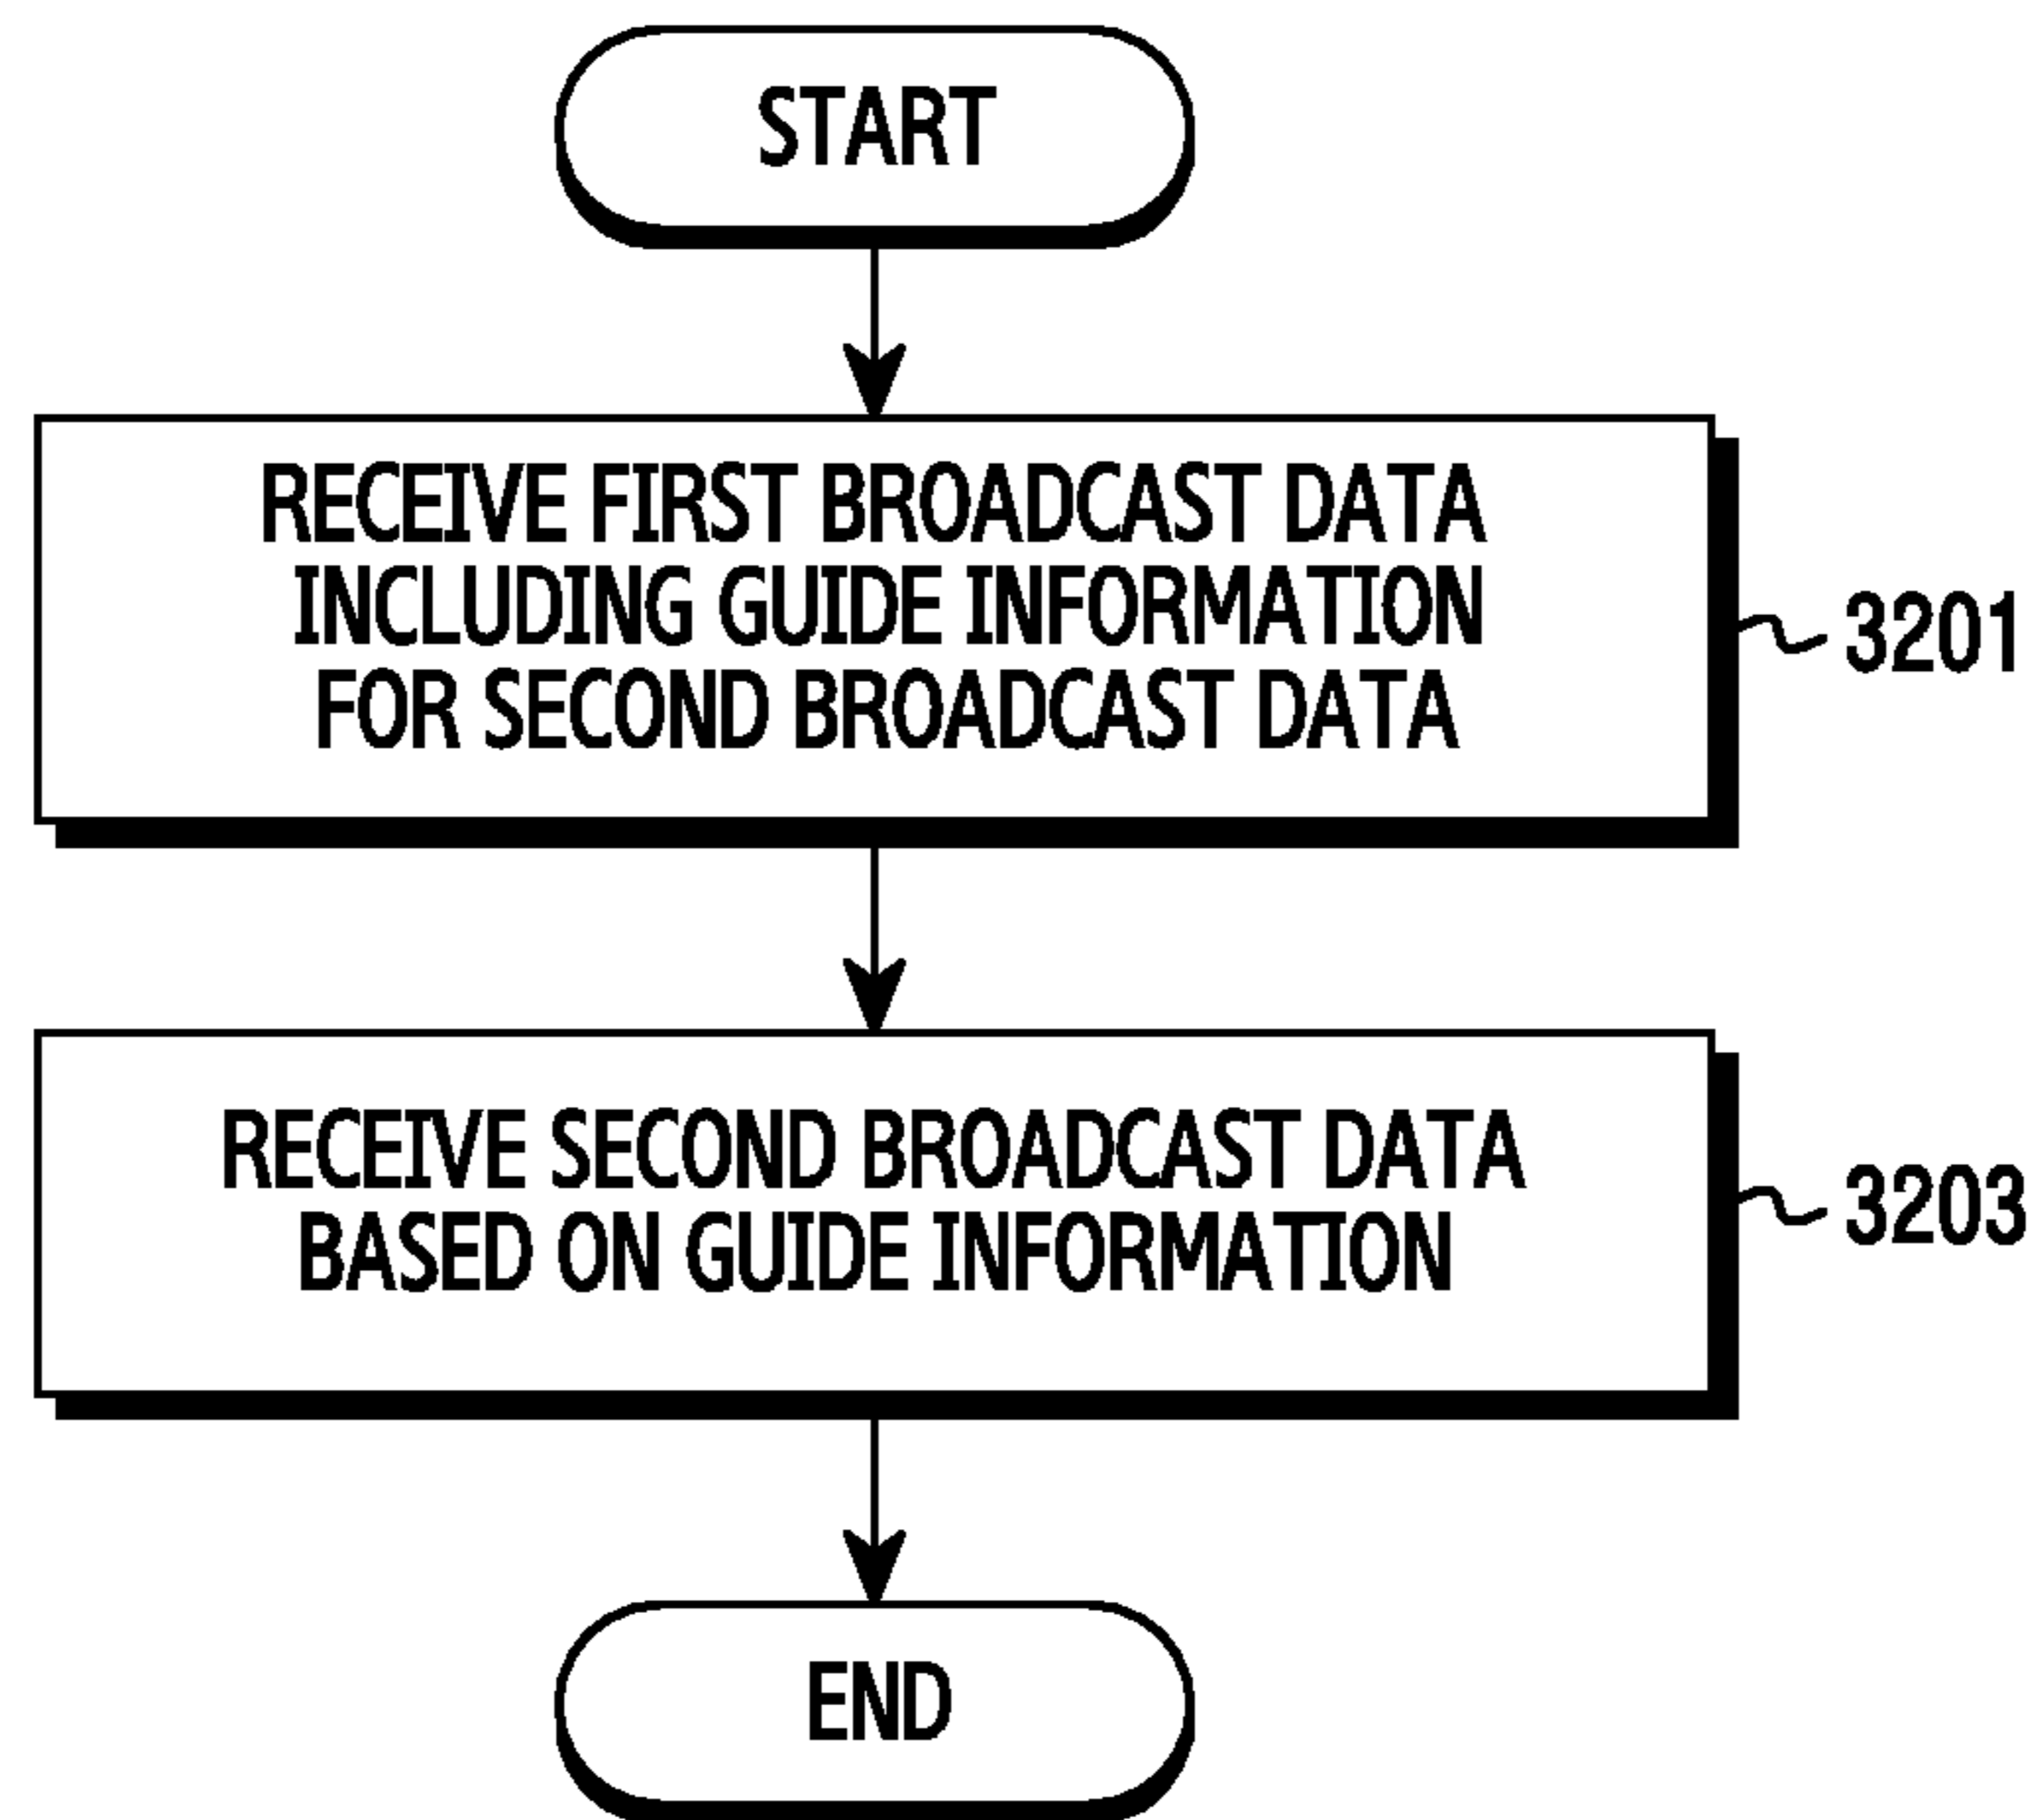 START
RECEIVE FIRST BROADCAST DATA
INCLUDING GUIDE INFORMATION
FOR SECOND BROADCAST DATA
3201
RECEIVE SECOND BROADCAST DATA
BASED ON GUIDE INFORMATION
3203
END